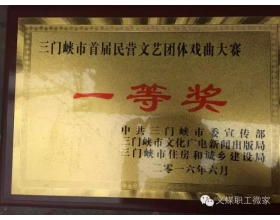 三门峡市首届民营文艺团体戏曲大赛
一等奖
中共三门峡市委宣传部
三门峡市文化广电新闻出版局
三门峡市住房和城乡建设局
二〇一六年六月
义煤职工微家